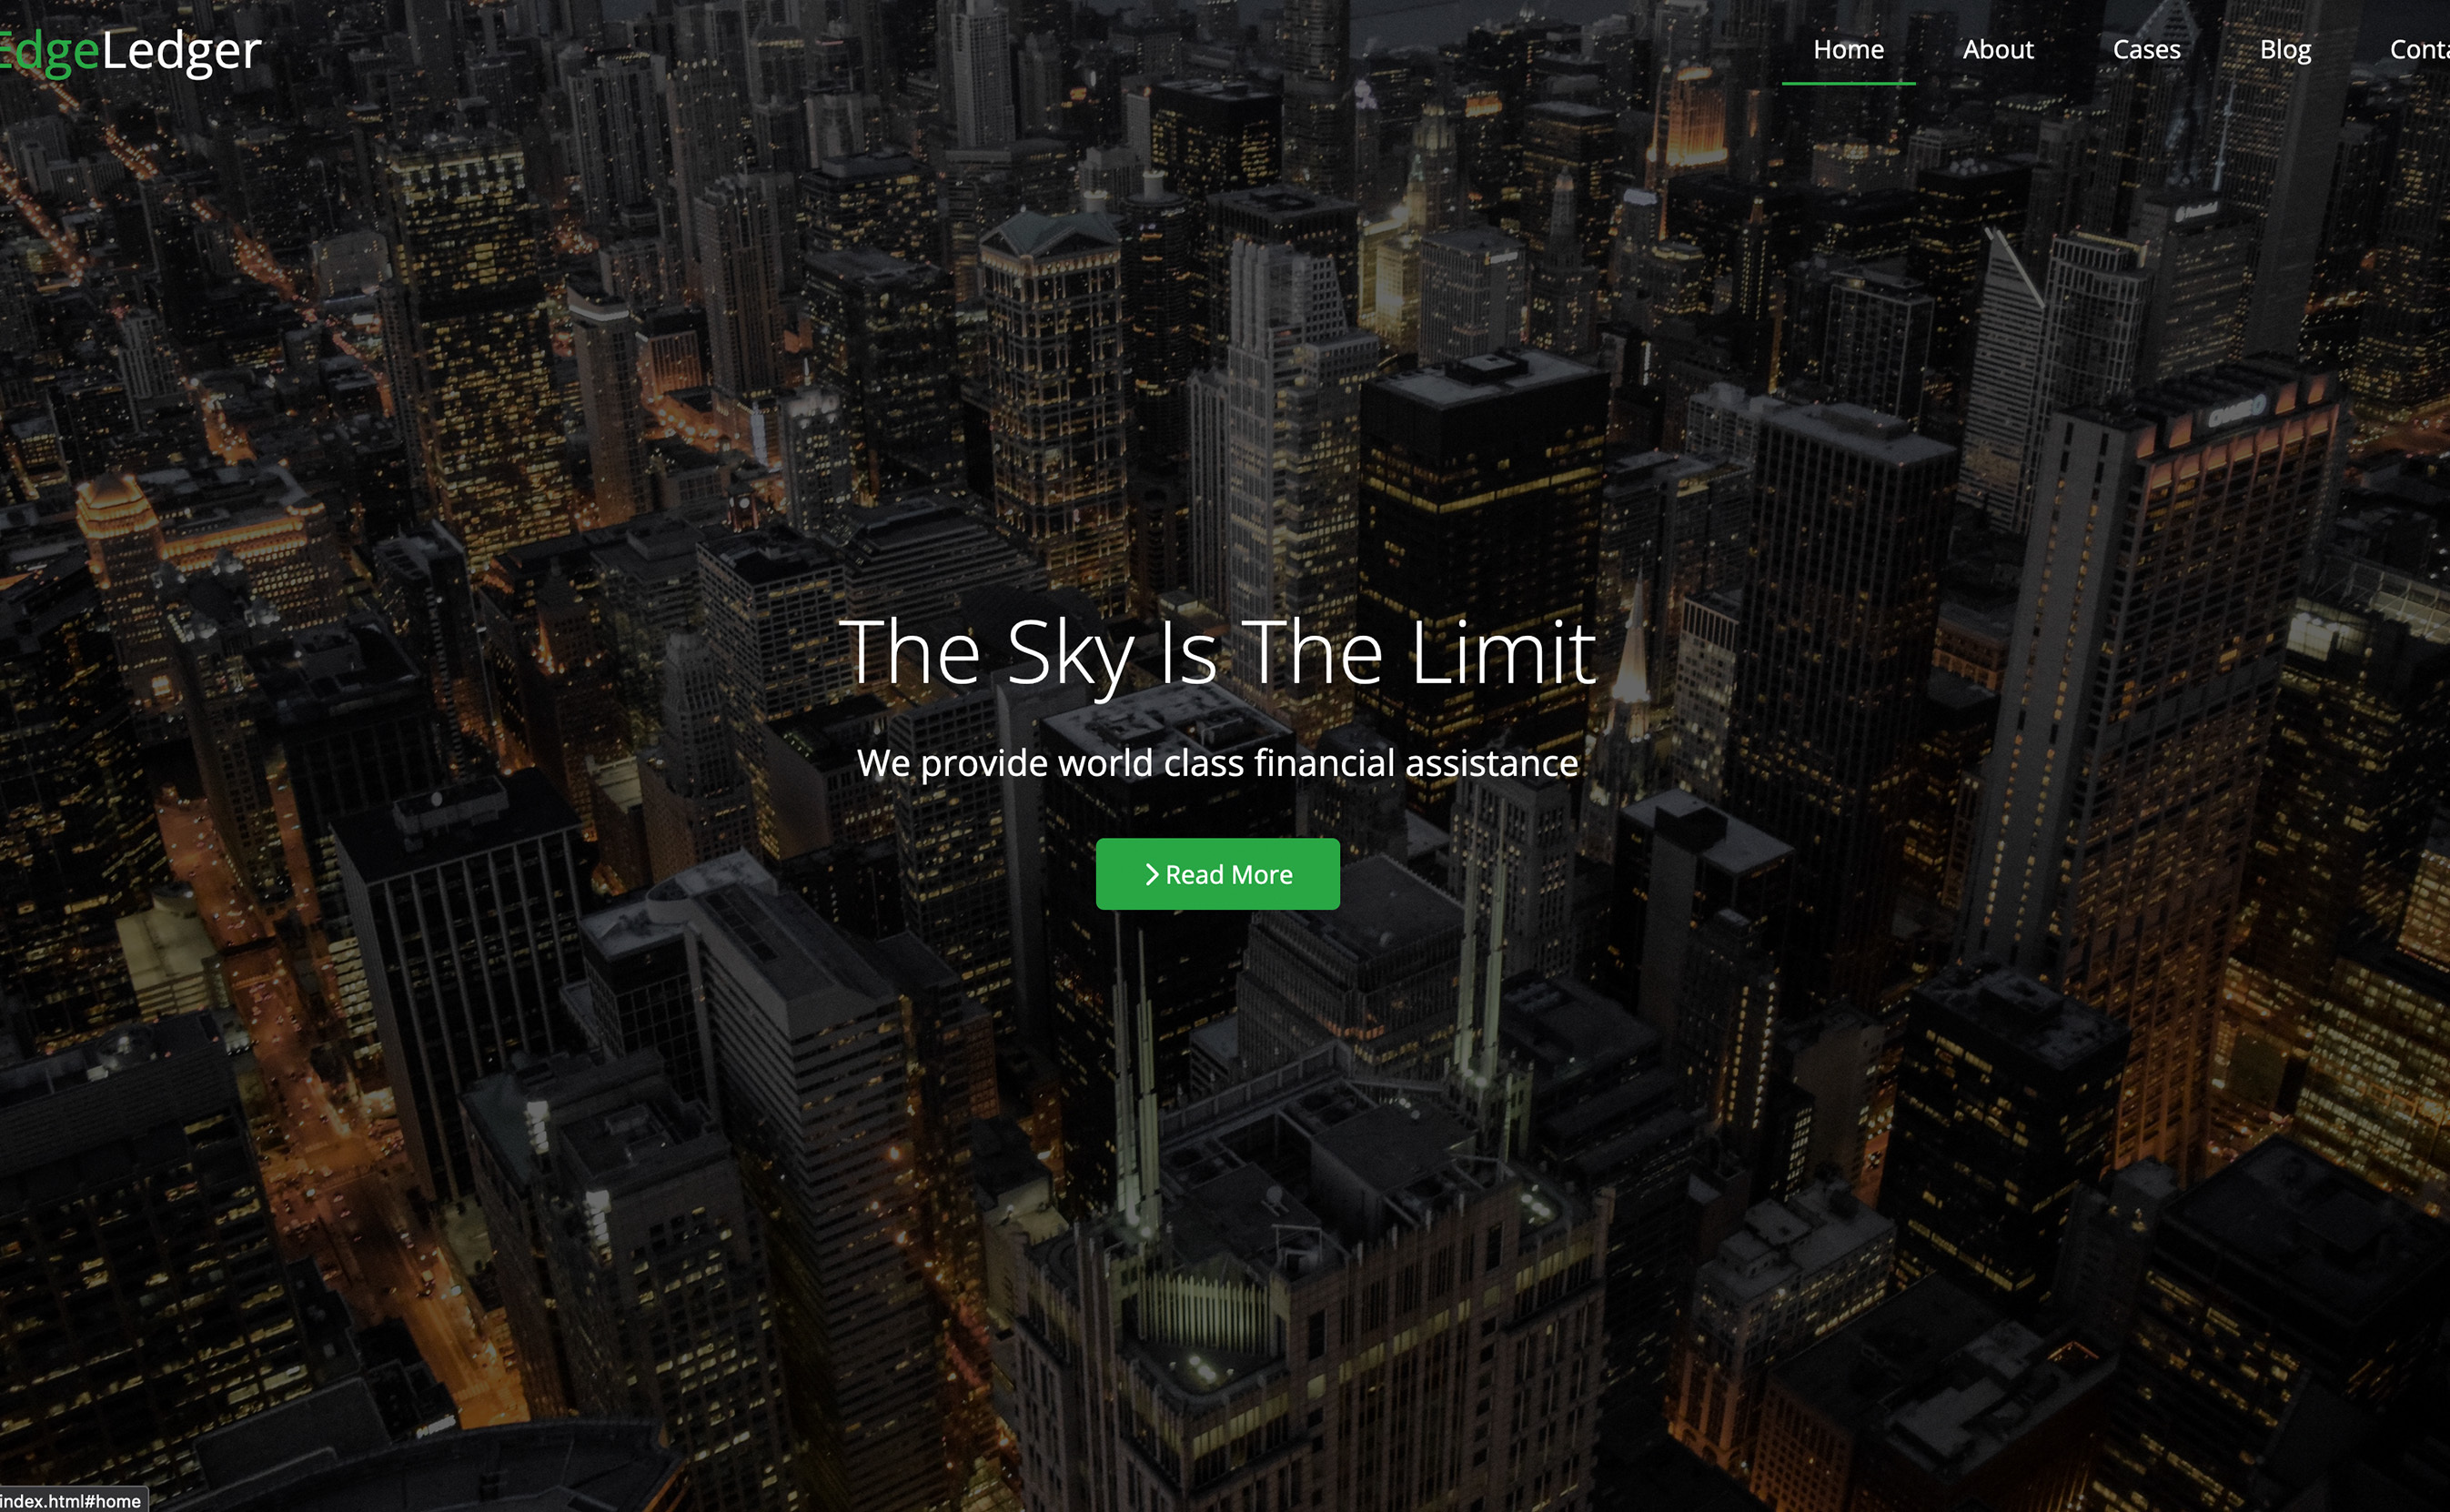 EdgeLedger
Home About Cases Blog Conta
The Sky Is The Limit
We provide world class financial assistance
Read More
index.html#home